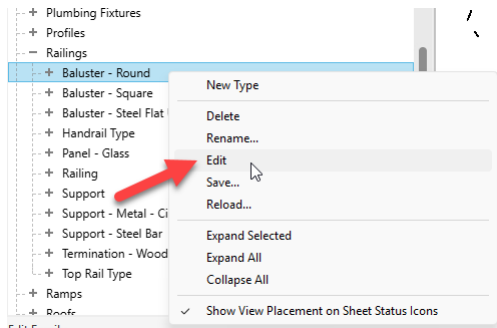 Plumbing Fixtures
Profiles
Railings
Baluster - Round
Baluster - Square
Baluster - Steel Flat
Handrail Type
Panel - Glass
Railing
Support
Support - Metal - Ci
Support - Steel Bar
Termination - Wood
Top Rail Type
Ramps
Roofs
New Type
Delete
Rename...
Edit
Save...
Reload...
Expand Selected
Expand All
Collapse All
✓ Show View Placement on Sheet Status Icons